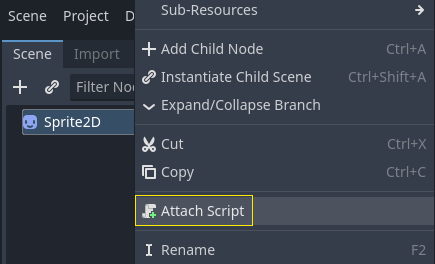 Scene Project D
Sub-Resources
Scene Import
Add Child Node Ctrl+A
Filter Noc
Instantiate Child Scene Ctrl+Shift+A
Expand/Collapse Branch
Sprite2D
Cut Ctrl+X
Copy Ctrl+C
Attach Script
Rename F2